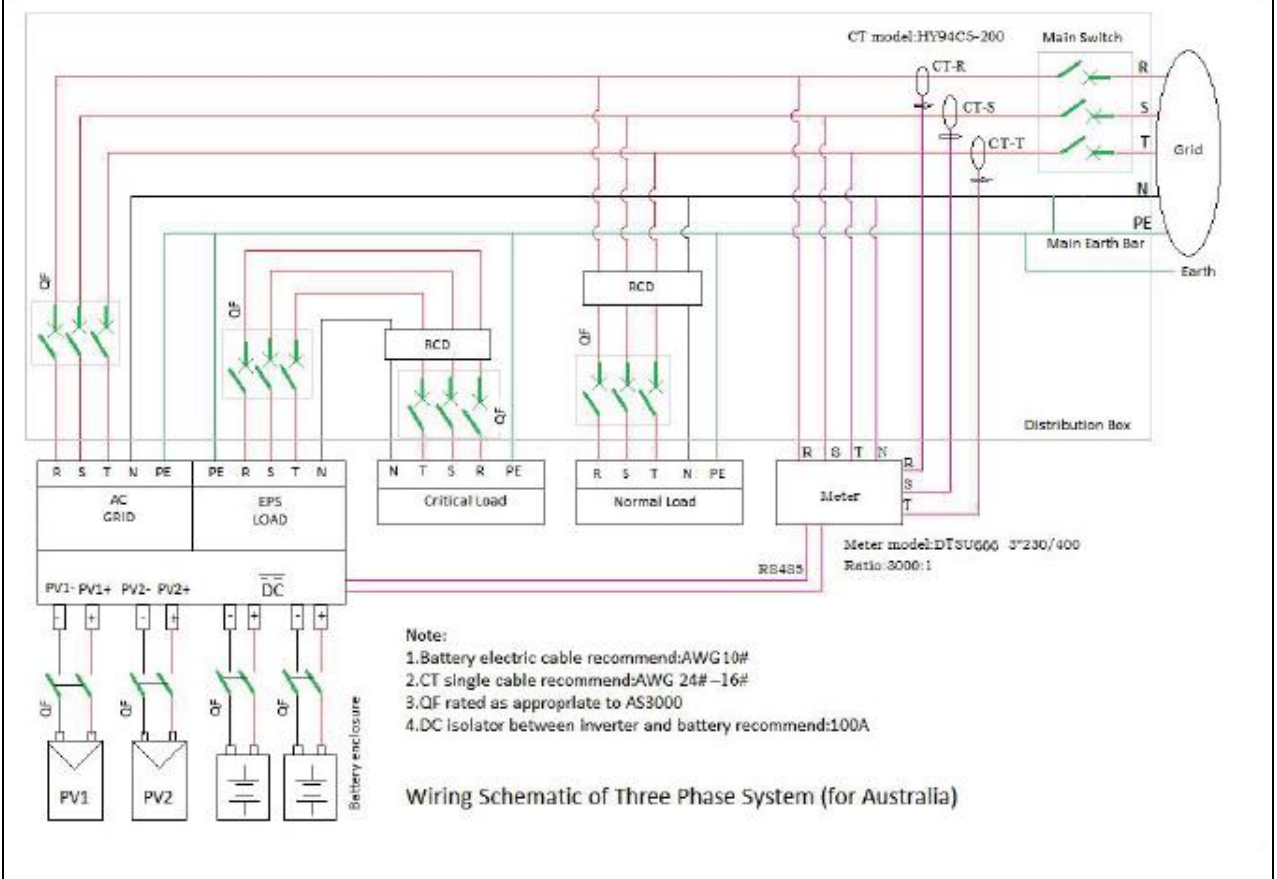 CT model:HY94C5-200
Main Switch
CT-R
R
CT-S
S
CT-T
T
Grid
N
PE
Main Earth Bar
Earth
QF
QF
RCD
QF
RCD
QF
Distribution Box
R S T N PE
PE R S T N
N T S R PE
R S T N PE
R S T N
R
S
T
AC
GRID
EPS
LOAD
Critical Load
Normal Load
Meter
Meter model:DTSU666 3*230/400
Ratio:3000:1
RS485
PV1- PV1+ PV2- PV2+
DC
- + - + - + - +
QF
QF
QF
QF
Battery enclosure
PV1
PV2
Note:
1.Battery electric cable recommend:AWG10#
2.CT single cable recommend:AWG 24#—16#
3.QF rated as appropriate to AS3000
4.DC isolator between inverter and battery recommend:100A
Wiring Schematic of Three Phase System (for Australia)